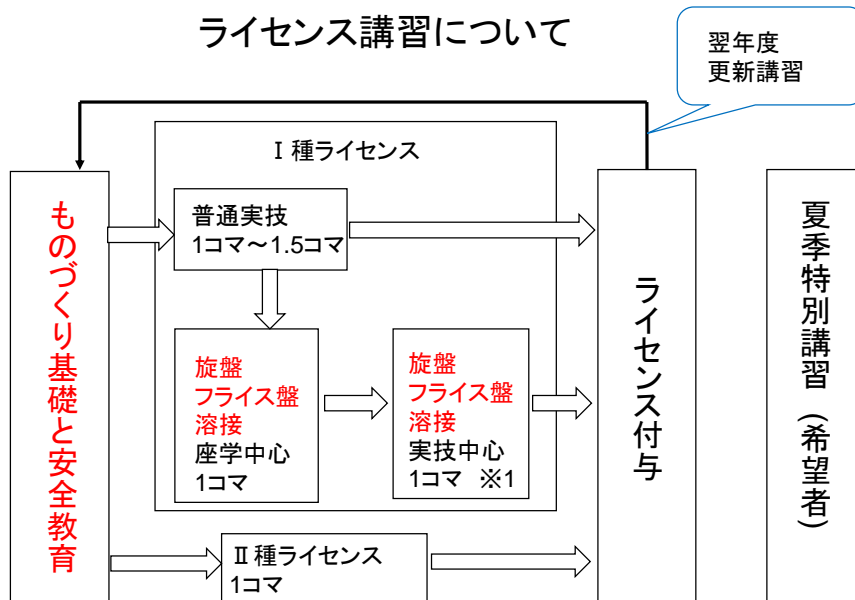 ライセンス講習について
翌年度
更新講習
Ⅰ種ライセンス
ものづくり基礎と安全教育
普通実技
1コマ～1.5コマ
旋盤
フライス盤
溶接
座学中心
1コマ
旋盤
フライス盤
溶接
実技中心
1コマ ※1
Ⅱ種ライセンス
1コマ
ライセンス付与
夏季特別講習(希望者)